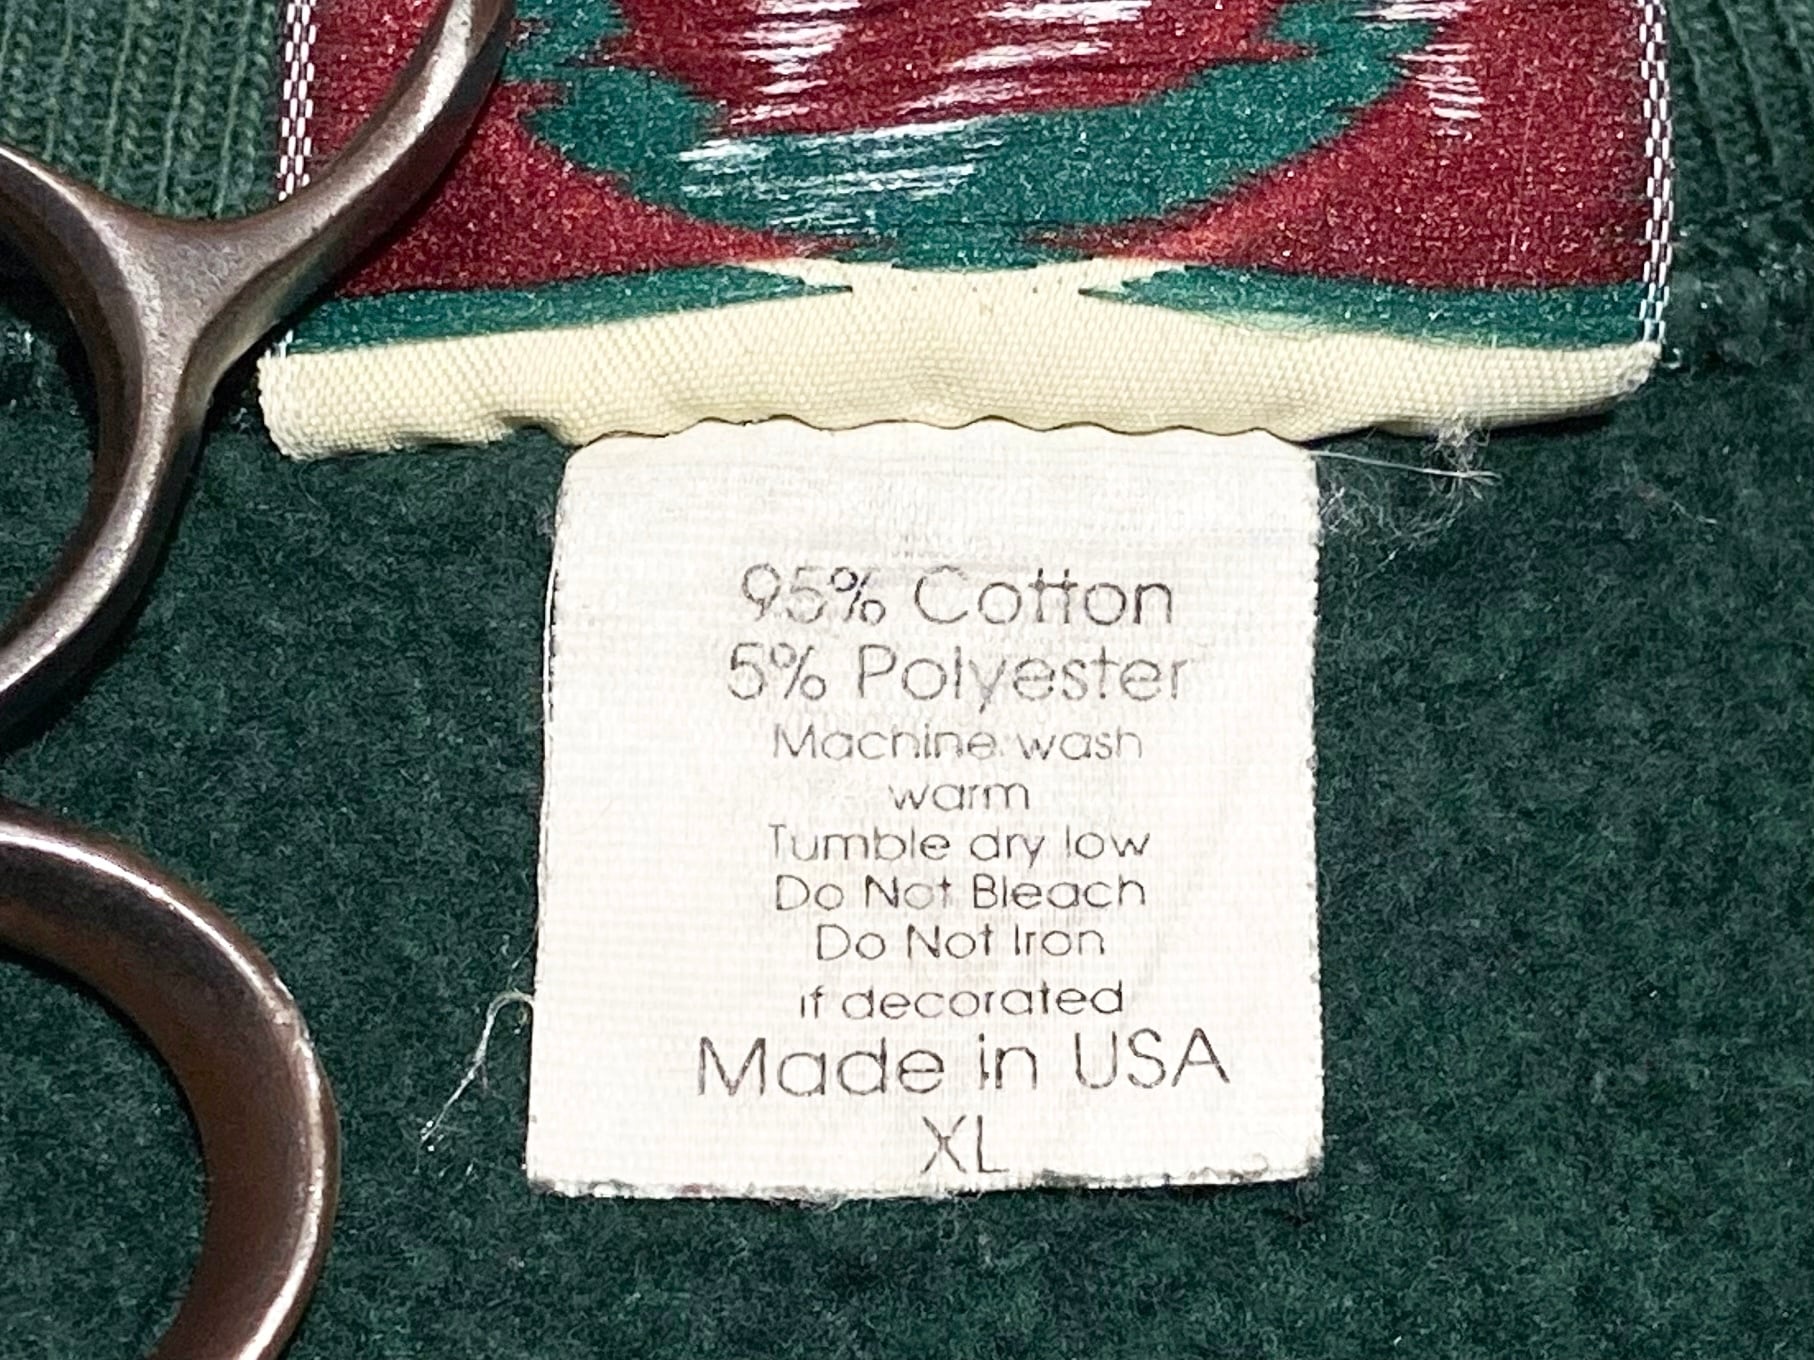 95% Cotton
5% Polyester
Machine wash
warm
Tumble dry low
Do Not Bleach
Do Not Iron
if decorated
Made in USA
XL